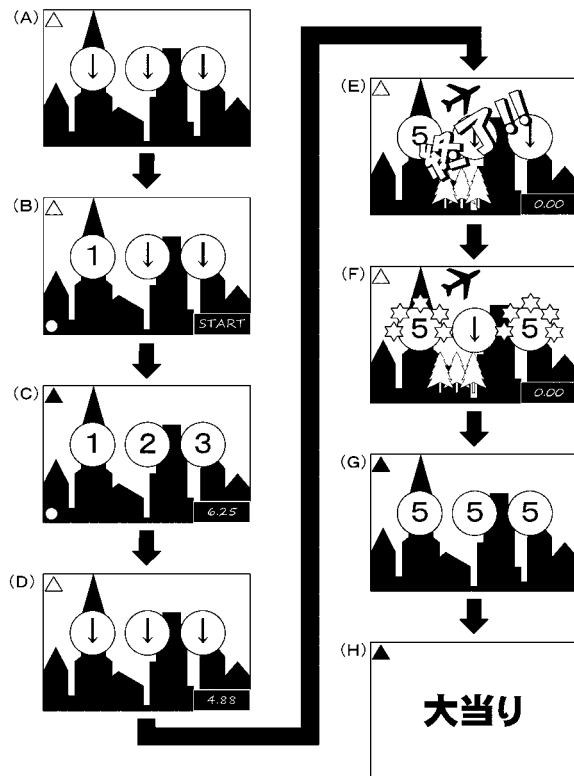 (A)
↓ ↓ ↓
(B)
1 ↓ ↓
START
(C)
1 2 3
6.25
(D)
↓ ↓ ↓
4.88
(E)
5 ↓ ↓
終了!!
0.00
(F)
5 ↓ 5
0.00
(G)
5 5 5
(H)
大当り